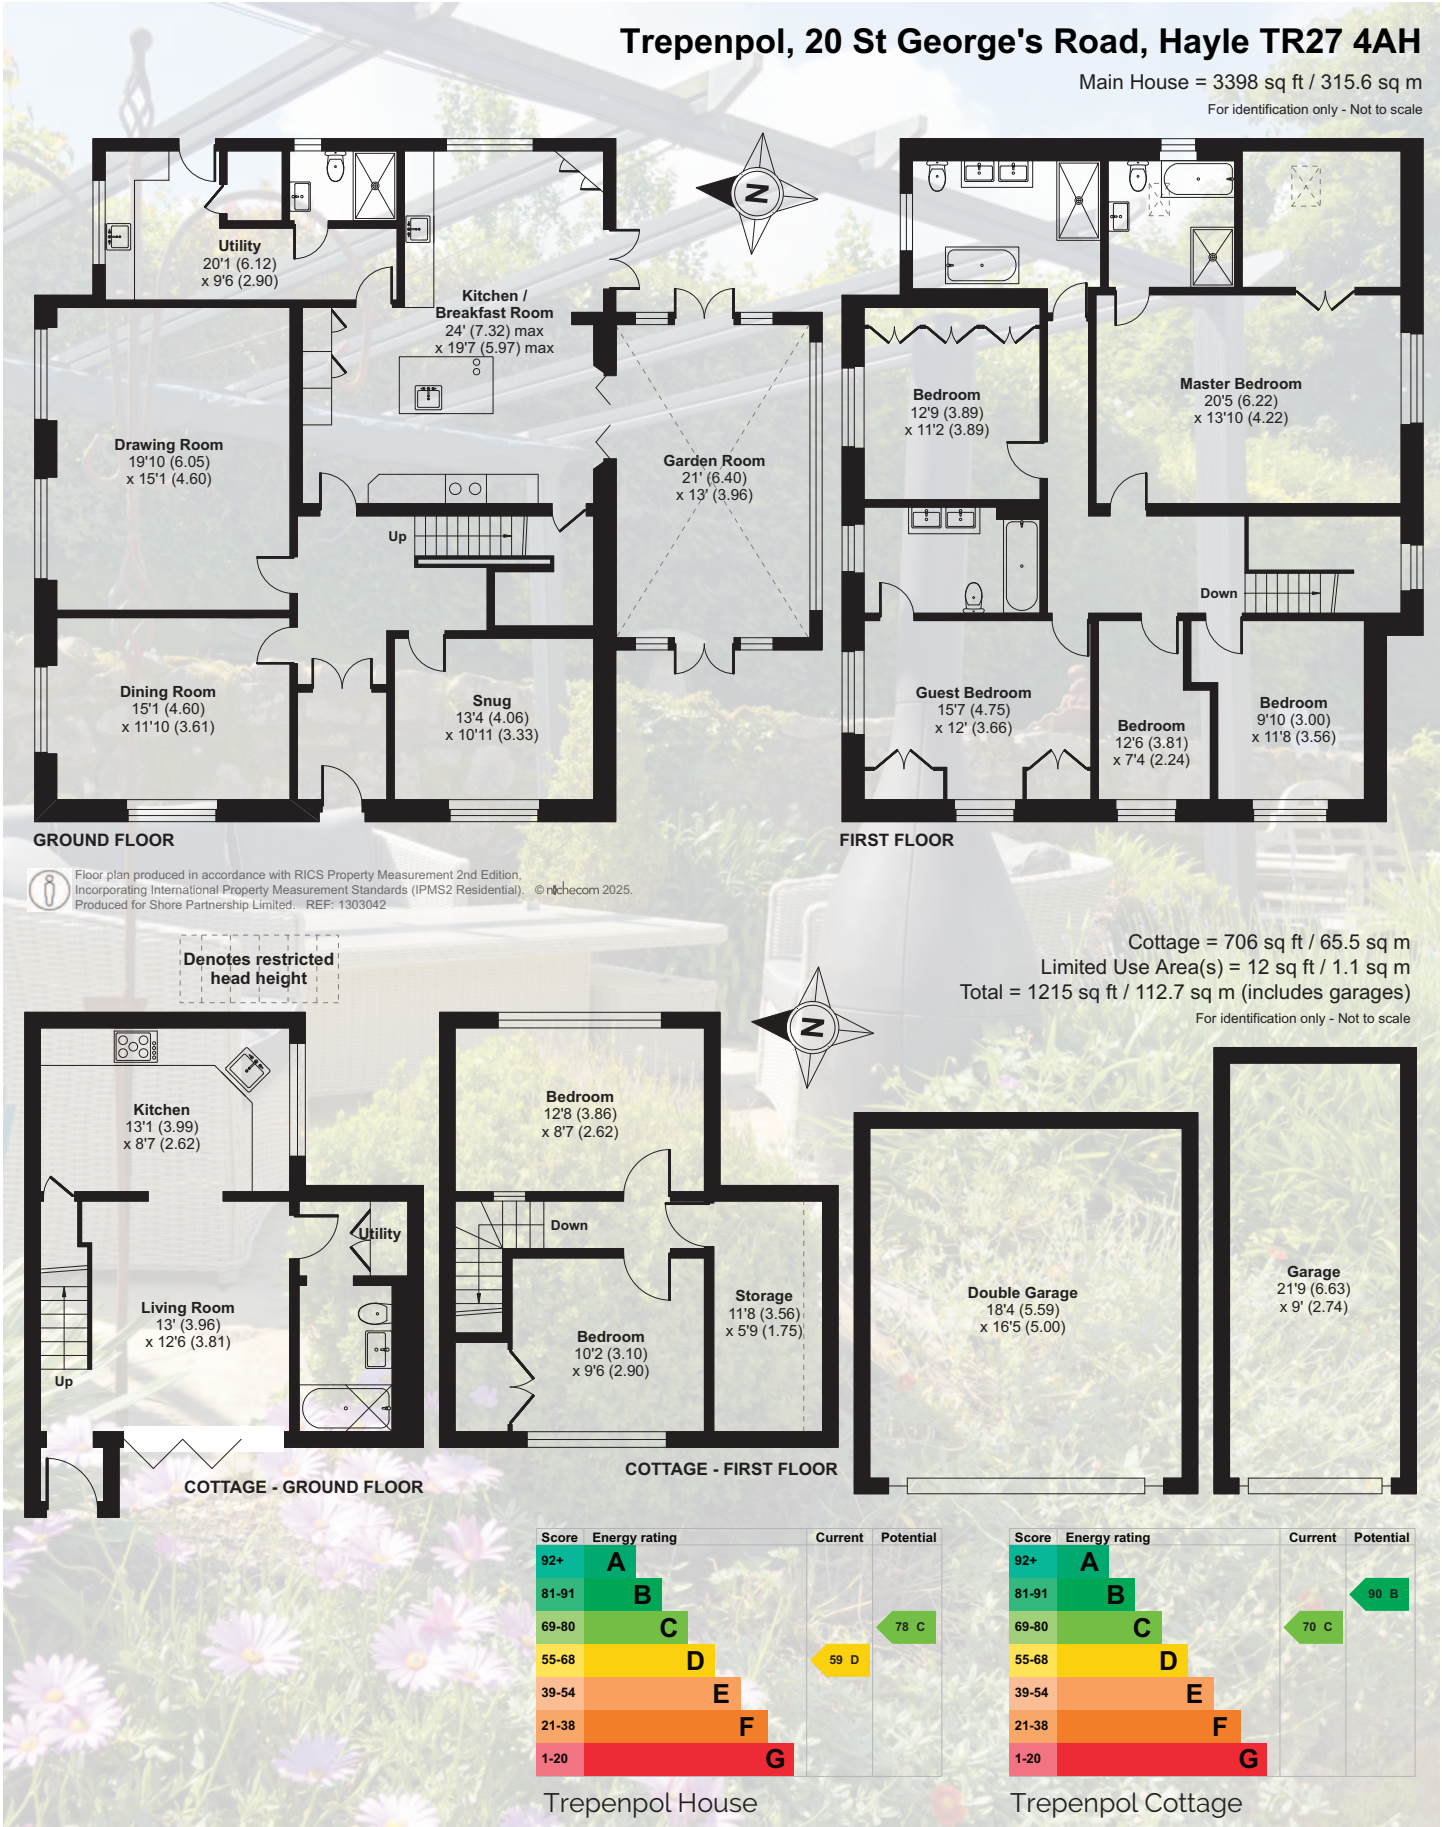 Trepenpol, 20 St George's Road, Hayle TR27 4AH
Main House = 3398 sq ft / 315.6 sq m
For identification only - Not to scale
Utility
20'1 (6.12)
x 9'6 (2.90)
Kitchen /
Breakfast Room
24' (7.32) max
x 19'7 (5.97) max
N
Drawing Room
19'10 (6.05)
x 15'1 (4.60)
Garden Room
21' (6.40)
x 13' (3.96)
Up
Dining Room
15'1 (4.60)
x 11'10 (3.61)
Snug
13'4 (4.06)
x 10'11 (3.33)
GROUND FLOOR
Bedroom
12'9 (3.89)
x 11'2 (3.89)
Master Bedroom
20'5 (6.22)
x 13'10 (4.22)
Down
Guest Bedroom
15'7 (4.75)
x 12' (3.66)
Bedroom
12'6 (3.81)
x 7'4 (2.24)
Bedroom
9'10 (3.00)
x 11'8 (3.56)
FIRST FLOOR
Floor plan produced in accordance with RICS Property Measurement 2nd Edition,
Incorporating International Property Measurement Standards (IPMS2 Residential). © nichecom 2025.
Produced for Shore Partnership Limited. REF: 1303042
Denotes restricted
head height
Cottage = 706 sq ft / 65.5 sq m
Limited Use Area(s) = 12 sq ft / 1.1 sq m
Total = 1215 sq ft / 112.7 sq m (includes garages)
For identification only - Not to scale
N
Kitchen
13'1 (3.99)
x 8'7 (2.62)
Utility
Living Room
13' (3.96)
x 12'6 (3.81)
Up
COTTAGE - GROUND FLOOR
Bedroom
12'8 (3.86)
x 8'7 (2.62)
Down
Storage
11'8 (3.56)
x 5'9 (1.75)
Bedroom
10'2 (3.10)
x 9'6 (2.90)
COTTAGE - FIRST FLOOR
Double Garage
18'4 (5.59)
x 16'5 (5.00)
Garage
21'9 (6.63)
x 9' (2.74)
Score Energy rating Current Potential
92+ A
81-91 B
69-80 C 78 C
55-68 D 59 D
39-54 E
21-38 F
1-20 G
Trepenpol House
Score Energy rating Current Potential
92+ A
81-91 B 90 B
69-80 C 70 C
55-68 D
39-54 E
21-38 F
1-20 G
Trepenpol Cottage